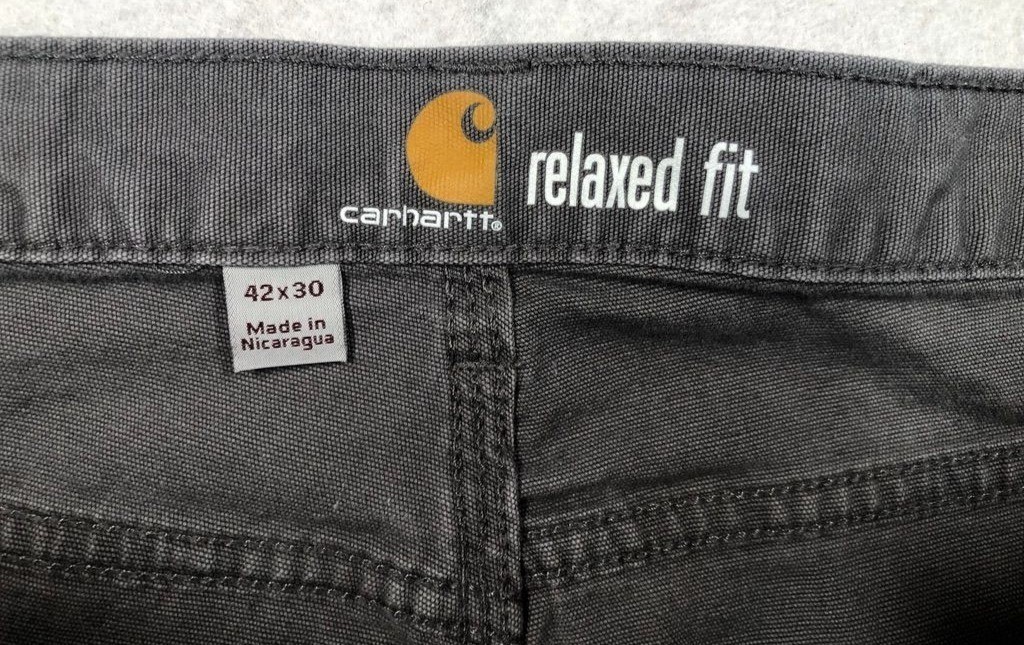 carhartt®
relaxed fit
42x30
Made in
Nicaragua